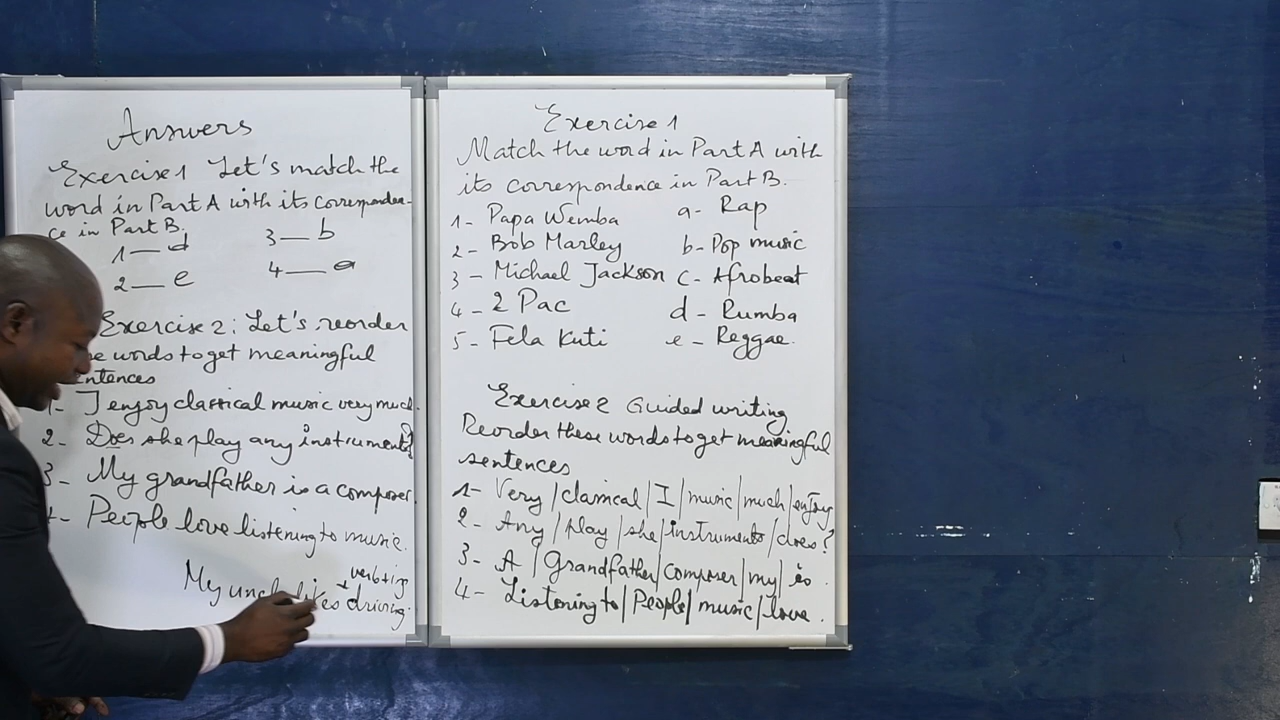 Answers
Exercise 1 Let's match the
word in Part A with its corresponden-
ce in Part B.
1 — d 3 — b
2 — e 4 — a
Exercise 2: Let's reorder
words to get meaningful
1- I enjoy classical music very much.
2- Does she play any instruments?
3- My grandfather is a composer
- People love listening to music.
verb+ing
My uncle likes + driving.
Exercise 1
Match the word in Part A with
its correspondence in Part B.
1- Papa Wemba a- Rap
2- Bob Marley b- Pop music
3- Michael Jackson c- Afrobeat
4- 2 Pac d- Rumba
5- Fela Kuti e- Reggae.
Exercise 2 Guided writing
Reorder these words to get meaningful
sentences
1- Very / classical / I / music / much / enjoy
2- Any / play / she / instruments / does?
3- A / Grandfather / composer / my / is.
4- Listening to / People / music / love.